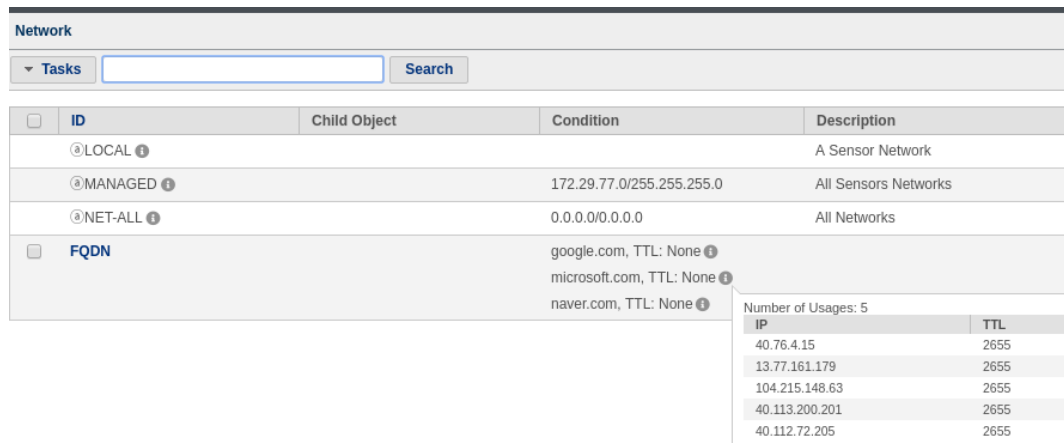 Network
Tasks Search
ID Child Object Condition Description
ⓐLOCAL A Sensor Network
ⓐMANAGED 172.29.77.0/255.255.255.0 All Sensors Networks
ⓐNET-ALL 0.0.0.0/0.0.0.0 All Networks
FQDN google.com, TTL: None
microsoft.com, TTL: None
naver.com, TTL: None
Number of Usages: 5
IP TTL
40.76.4.15 2655
13.77.161.179 2655
104.215.148.63 2655
40.113.200.201 2655
40.112.72.205 2655